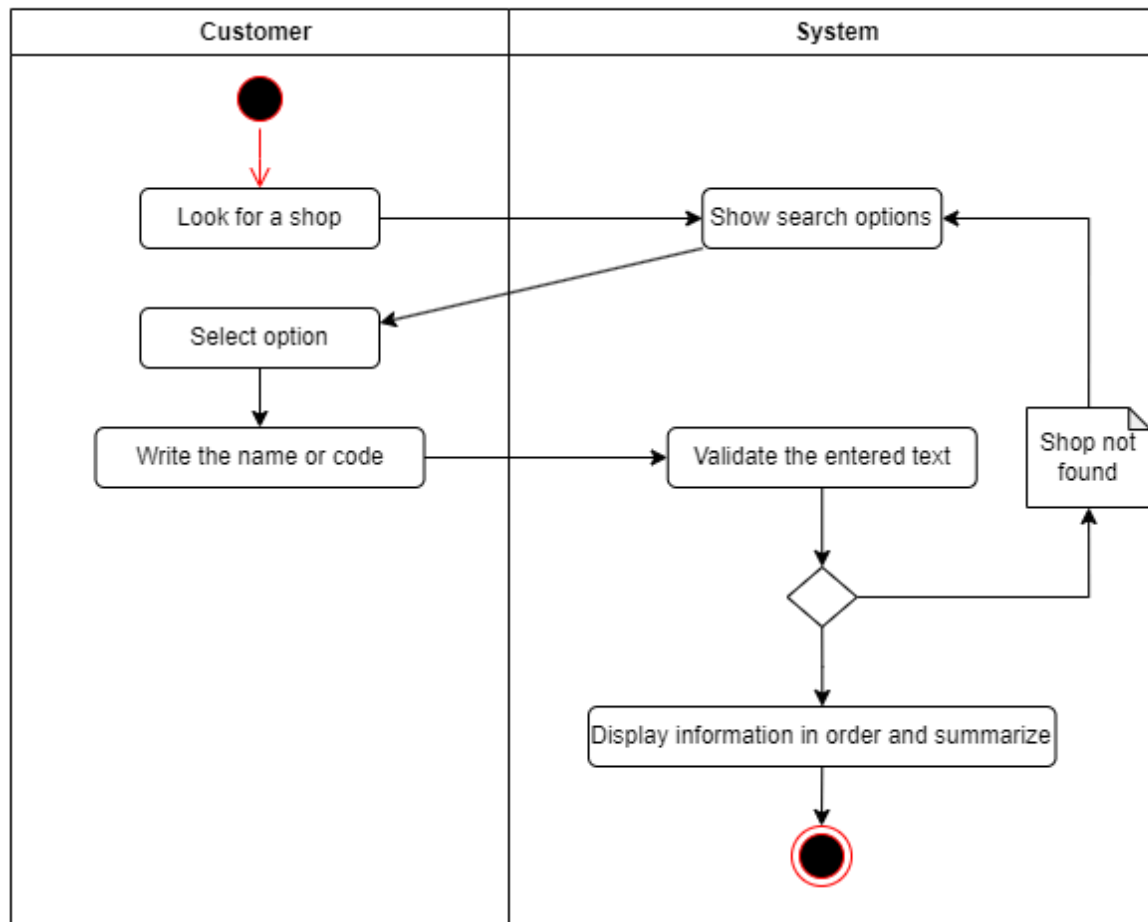 Customer
System
Look for a shop
Show search options
Select option
Write the name or code
Validate the entered text
Shop not
found
Display information in order and summarize